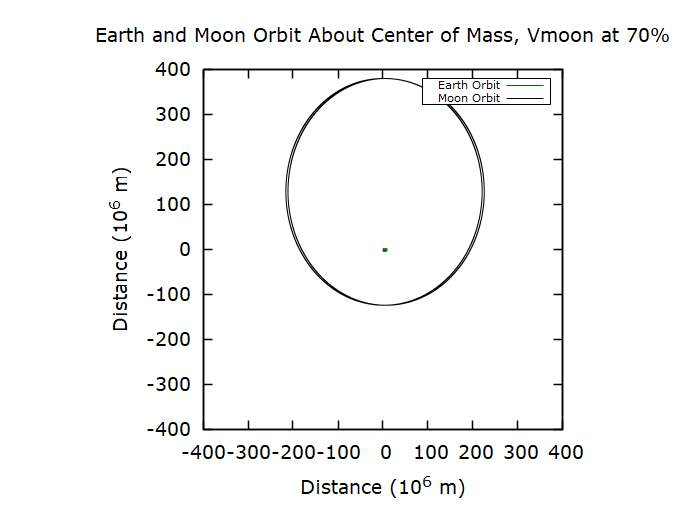 Earth and Moon Orbit About Center of Mass, Vmoon at 70%
400
Earth Orbit
Moon Orbit
300
200
100
0
-100
-200
-300
-400
-400-300-200-100 0 100 200 300 400
Distance (10⁶ m)
Distance (10⁶ m)